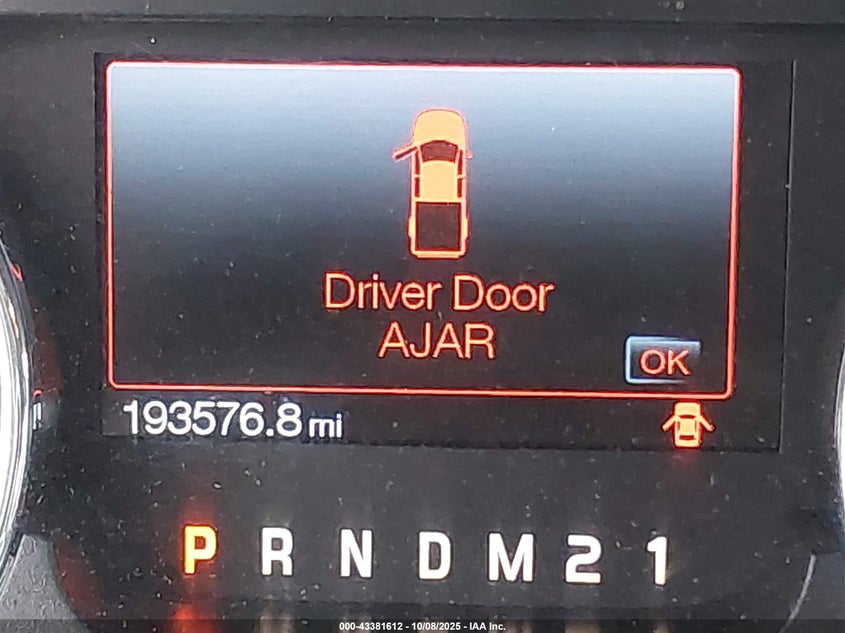 Driver Door
AJAR
OK
193576.8 mi
P R N D M 2 1
000-43381612 - 10/08/2025 - IAA Inc.